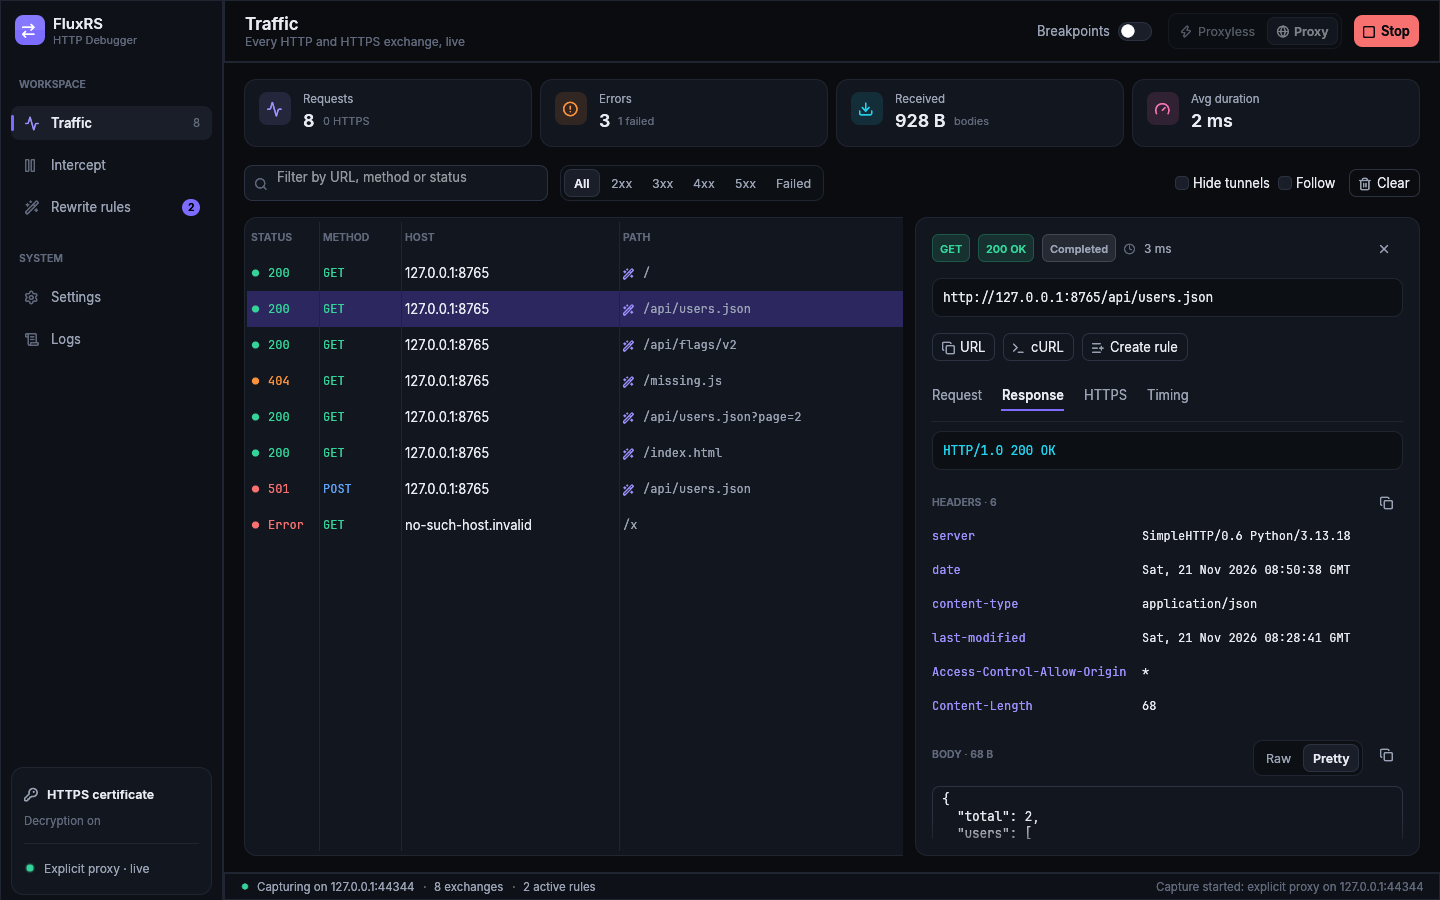 FluxRS
HTTP Debugger
WORKSPACE
Traffic 8
Intercept
Rewrite rules 2
SYSTEM
Settings
Logs
HTTPS certificate
Decryption on
Explicit proxy · live
Traffic
Every HTTP and HTTPS exchange, live
Breakpoints Proxyless Proxy Stop
Requests
8 0 HTTPS
Errors
3 1 failed
Received
928 B bodies
Avg duration
2 ms
Filter by URL, method or status
All 2xx 3xx 4xx 5xx Failed
Hide tunnels Follow Clear
STATUS METHOD HOST PATH
200 GET 127.0.0.1:8765 /
200 GET 127.0.0.1:8765 /api/users.json
200 GET 127.0.0.1:8765 /api/flags/v2
404 GET 127.0.0.1:8765 /missing.js
200 GET 127.0.0.1:8765 /api/users.json?page=2
200 GET 127.0.0.1:8765 /index.html
501 POST 127.0.0.1:8765 /api/users.json
Error GET no-such-host.invalid /x
GET 200 OK Completed 3 ms
http://127.0.0.1:8765/api/users.json
URL cURL Create rule
Request Response HTTPS Timing
HTTP/1.0 200 OK
HEADERS · 6
server SimpleHTTP/0.6 Python/3.13.18
date Sat, 21 Nov 2026 08:50:38 GMT
content-type application/json
last-modified Sat, 21 Nov 2026 08:28:41 GMT
Access-Control-Allow-Origin *
Content-Length 68
BODY · 68 B Raw Pretty
{
"total": 2,
"users": [
Capturing on 127.0.0.1:44344 · 8 exchanges · 2 active rules
Capture started: explicit proxy on 127.0.0.1:44344